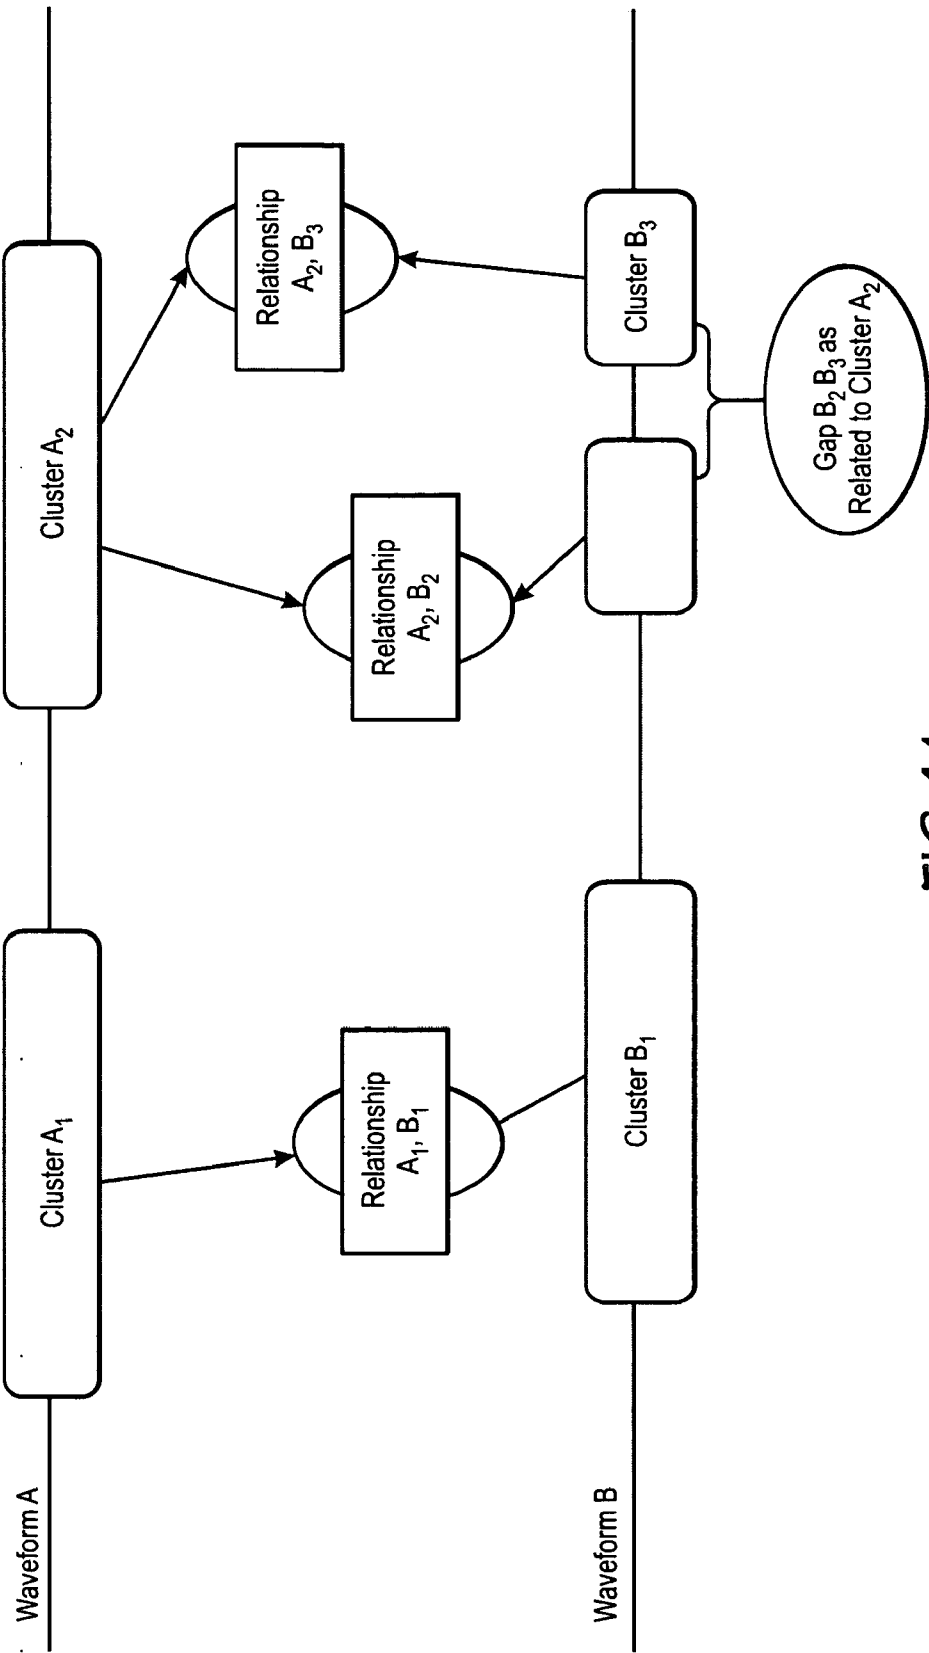 Waveform A
Cluster A₁
Cluster A₂
Relationship
A₁, B₁
Relationship
A₂, B₂
Relationship
A₂, B₃
Waveform B
Cluster B₁
Cluster B₃
Gap B₂ B₃ as
Related to Cluster A₂